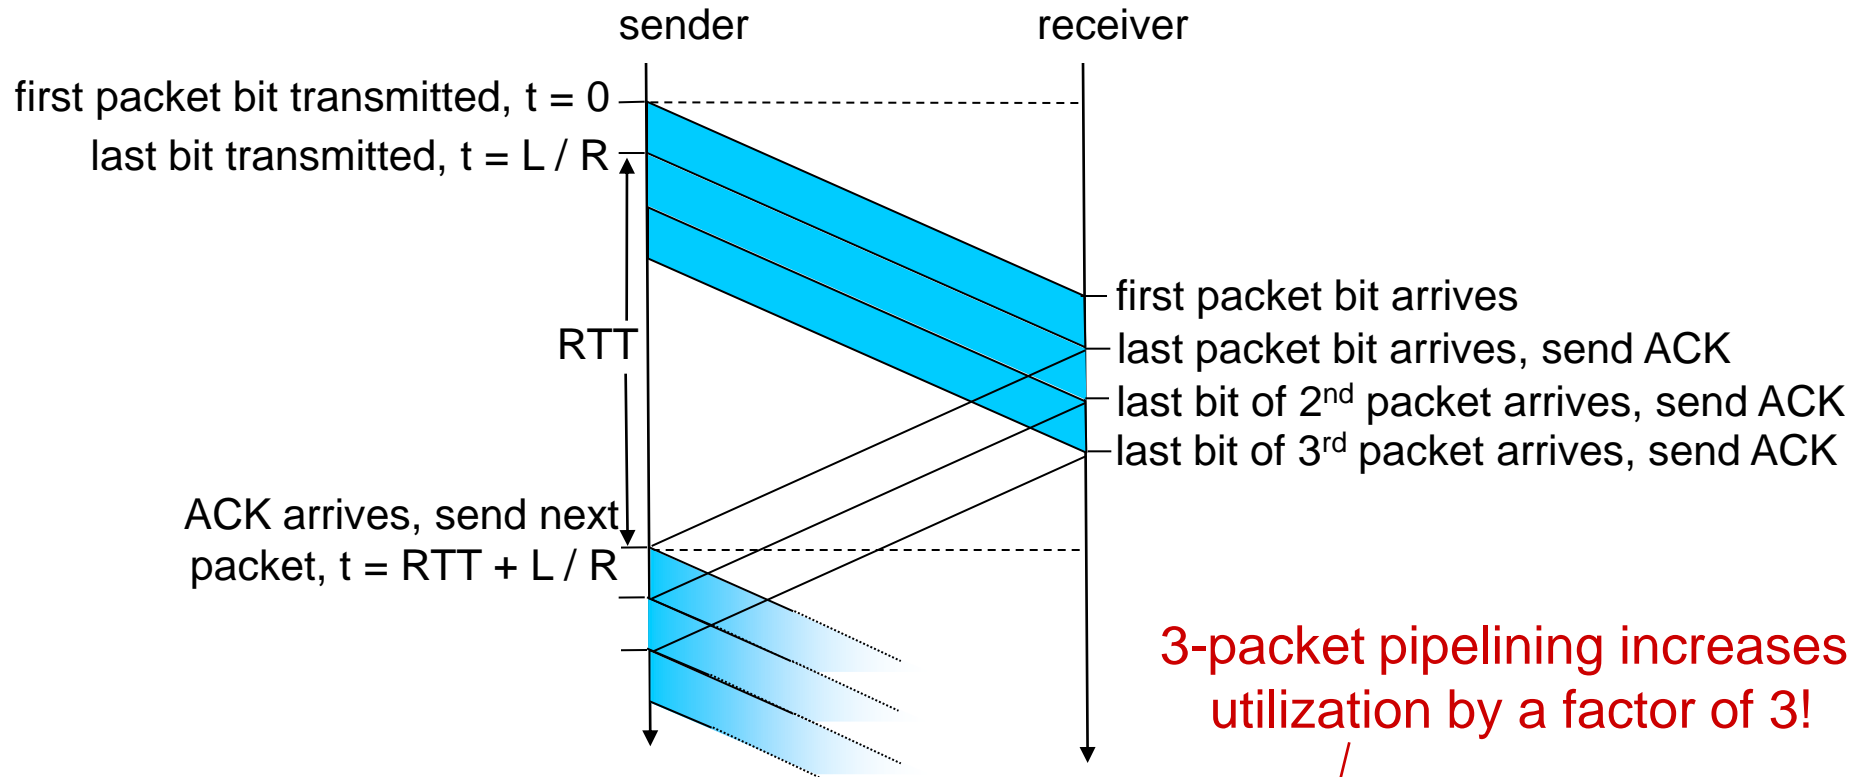 sender
receiver
first packet bit transmitted, t = 0
last bit transmitted, t = L / R
RTT
first packet bit arrives
last packet bit arrives, send ACK
last bit of 2nd packet arrives, send ACK
last bit of 3rd packet arrives, send ACK
ACK arrives, send next
packet, t = RTT + L / R
3-packet pipelining increases
utilization by a factor of 3!